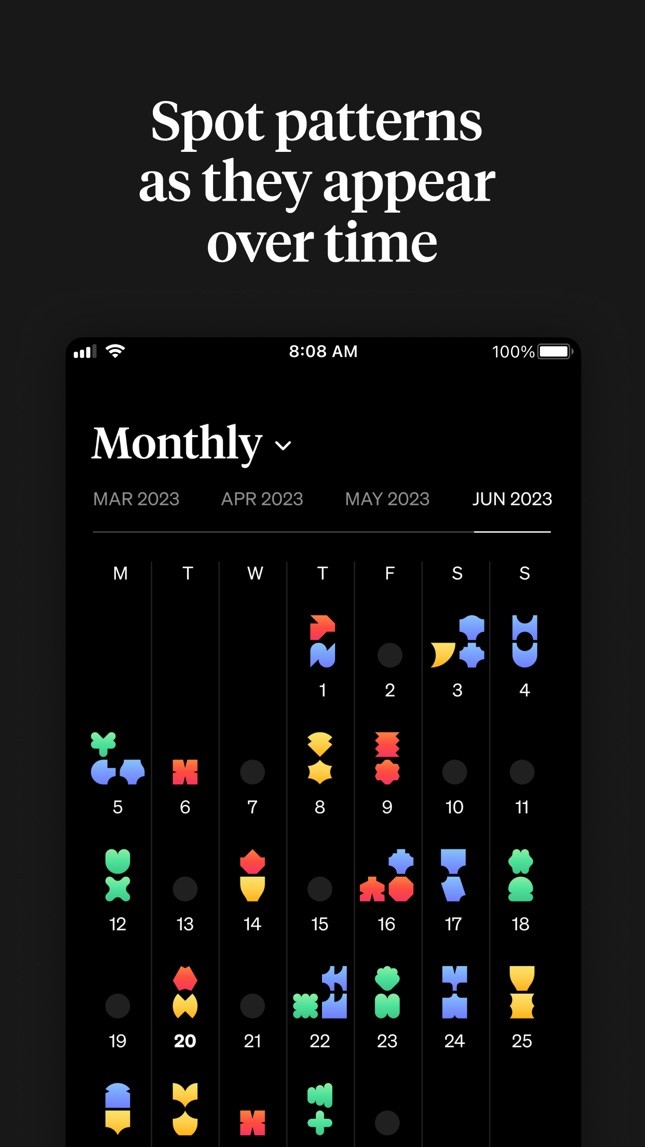 Spot patterns
as they appear
over time
8:08 AM 100%
Monthly
MAR 2023 APR 2023 MAY 2023 JUN 2023
M T W T F S S
1 2 3 4
5 6 7 8 9 10 11
12 13 14 15 16 17 18
19 20 21 22 23 24 25